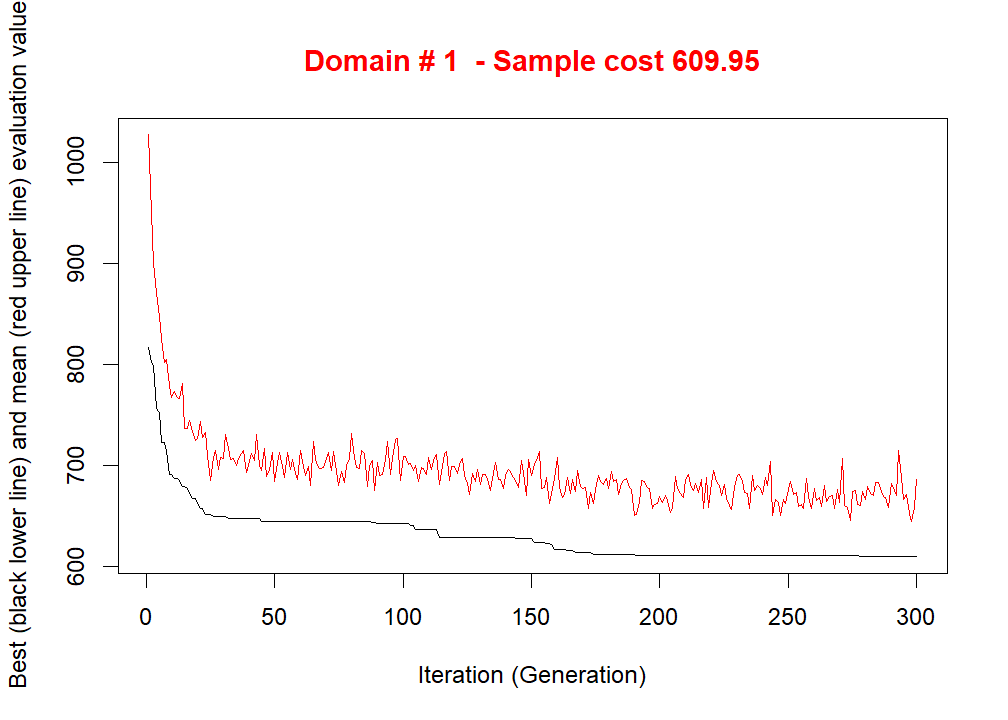 Domain # 1  - Sample cost 609.95
Best (black lower line) and mean (red upper line) evaluation value
1000
900
800
700
600
0 50 100 150 200 250 300
Iteration (Generation)